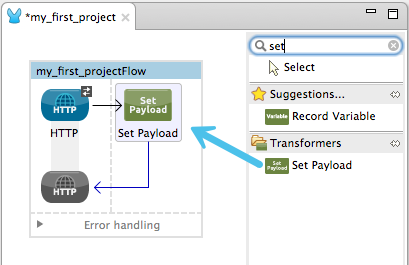 *my_first_project
set
Select
my_first_projectFlow
Suggestions...
HTTP
Set Payload
Variable Record Variable
HTTP
Set Payload
Transformers
Set Payload Set Payload
HTTP
Error handling